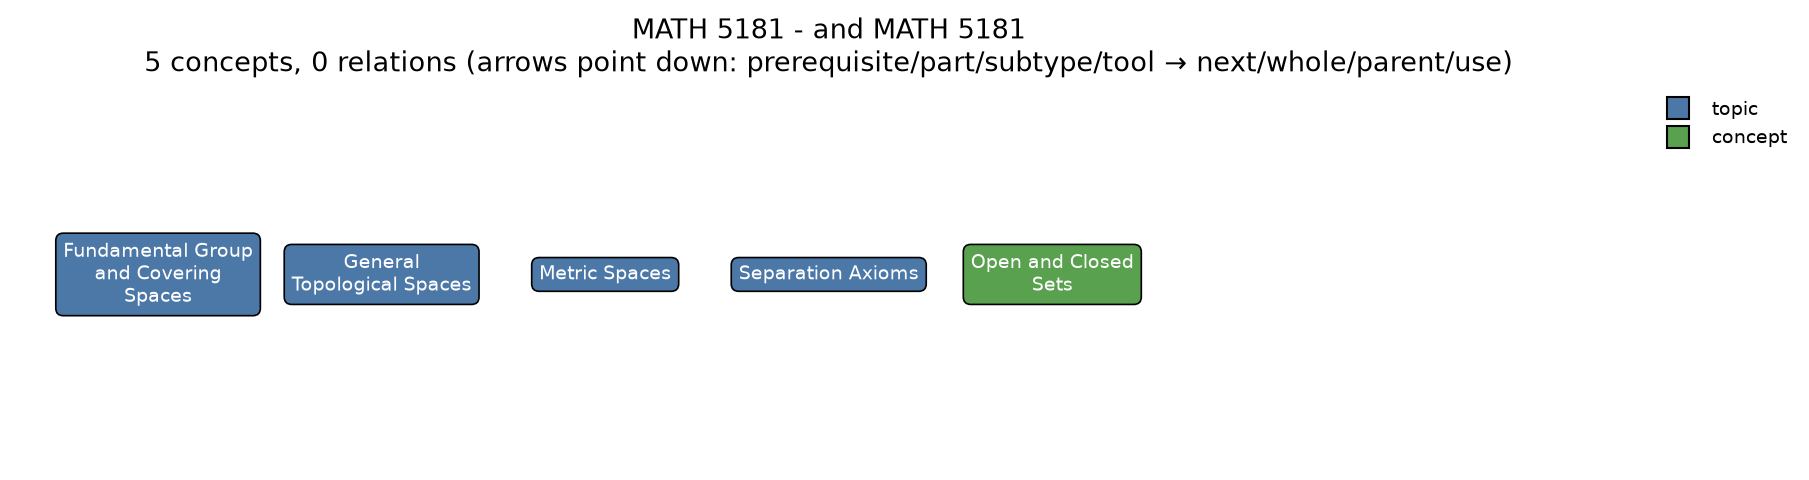 MATH 5181 - and MATH 5181
5 concepts, 0 relations (arrows point down: prerequisite/part/subtype/tool → next/whole/parent/use)
topic
concept
Fundamental Group
and Covering
Spaces
General
Topological Spaces
Metric Spaces
Separation Axioms
Open and Closed
Sets